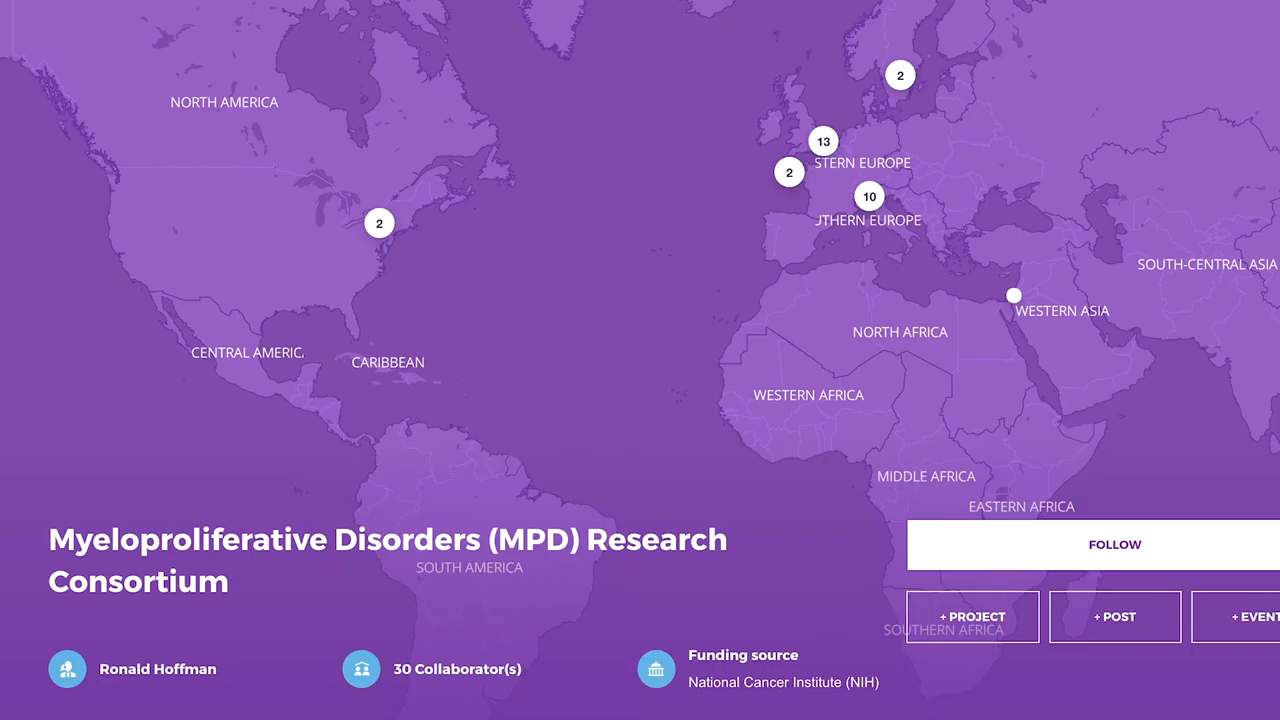 2
NORTH AMERICA
13
STERN EUROPE
2
10
UTHERN EUROPE
2
SOUTH-CENTRAL ASIA
WESTERN ASIA
NORTH AFRICA
CENTRAL AMERIC
CARIBBEAN
WESTERN AFRICA
MIDDLE AFRICA
EASTERN AFRICA
Myeloproliferative Disorders (MPD) Research
Consortium
FOLLOW
SOUTH AMERICA
+ PROJECT
+ POST
+ EVENT
SOUTHERN AFRICA
Ronald Hoffman
30 Collaborator(s)
Funding source
National Cancer Institute (NIH)